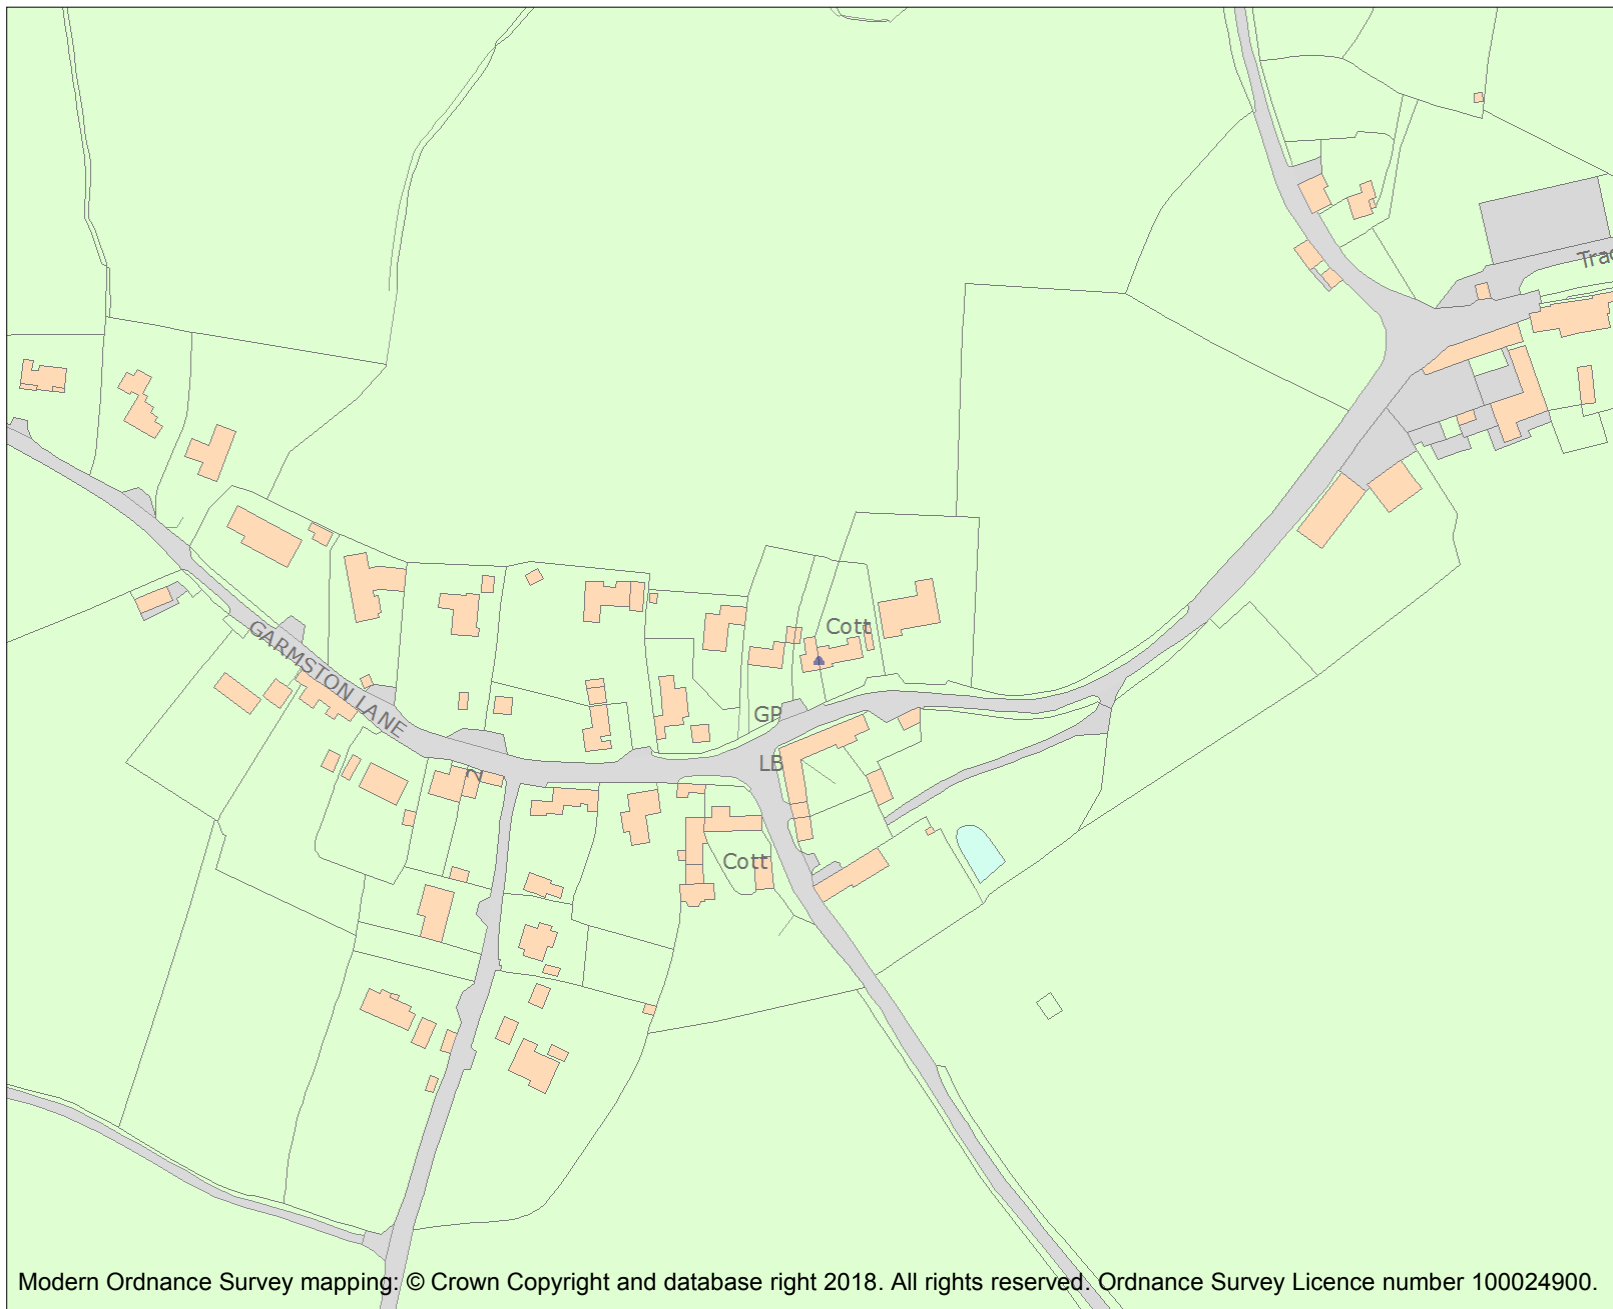 Trac
Cott
GARMSTON LANE
GP
LB
2
Cott
Modern Ordnance Survey mapping: © Crown Copyright and database right 2018. All rights reserved. Ordnance Survey Licence number 100024900.